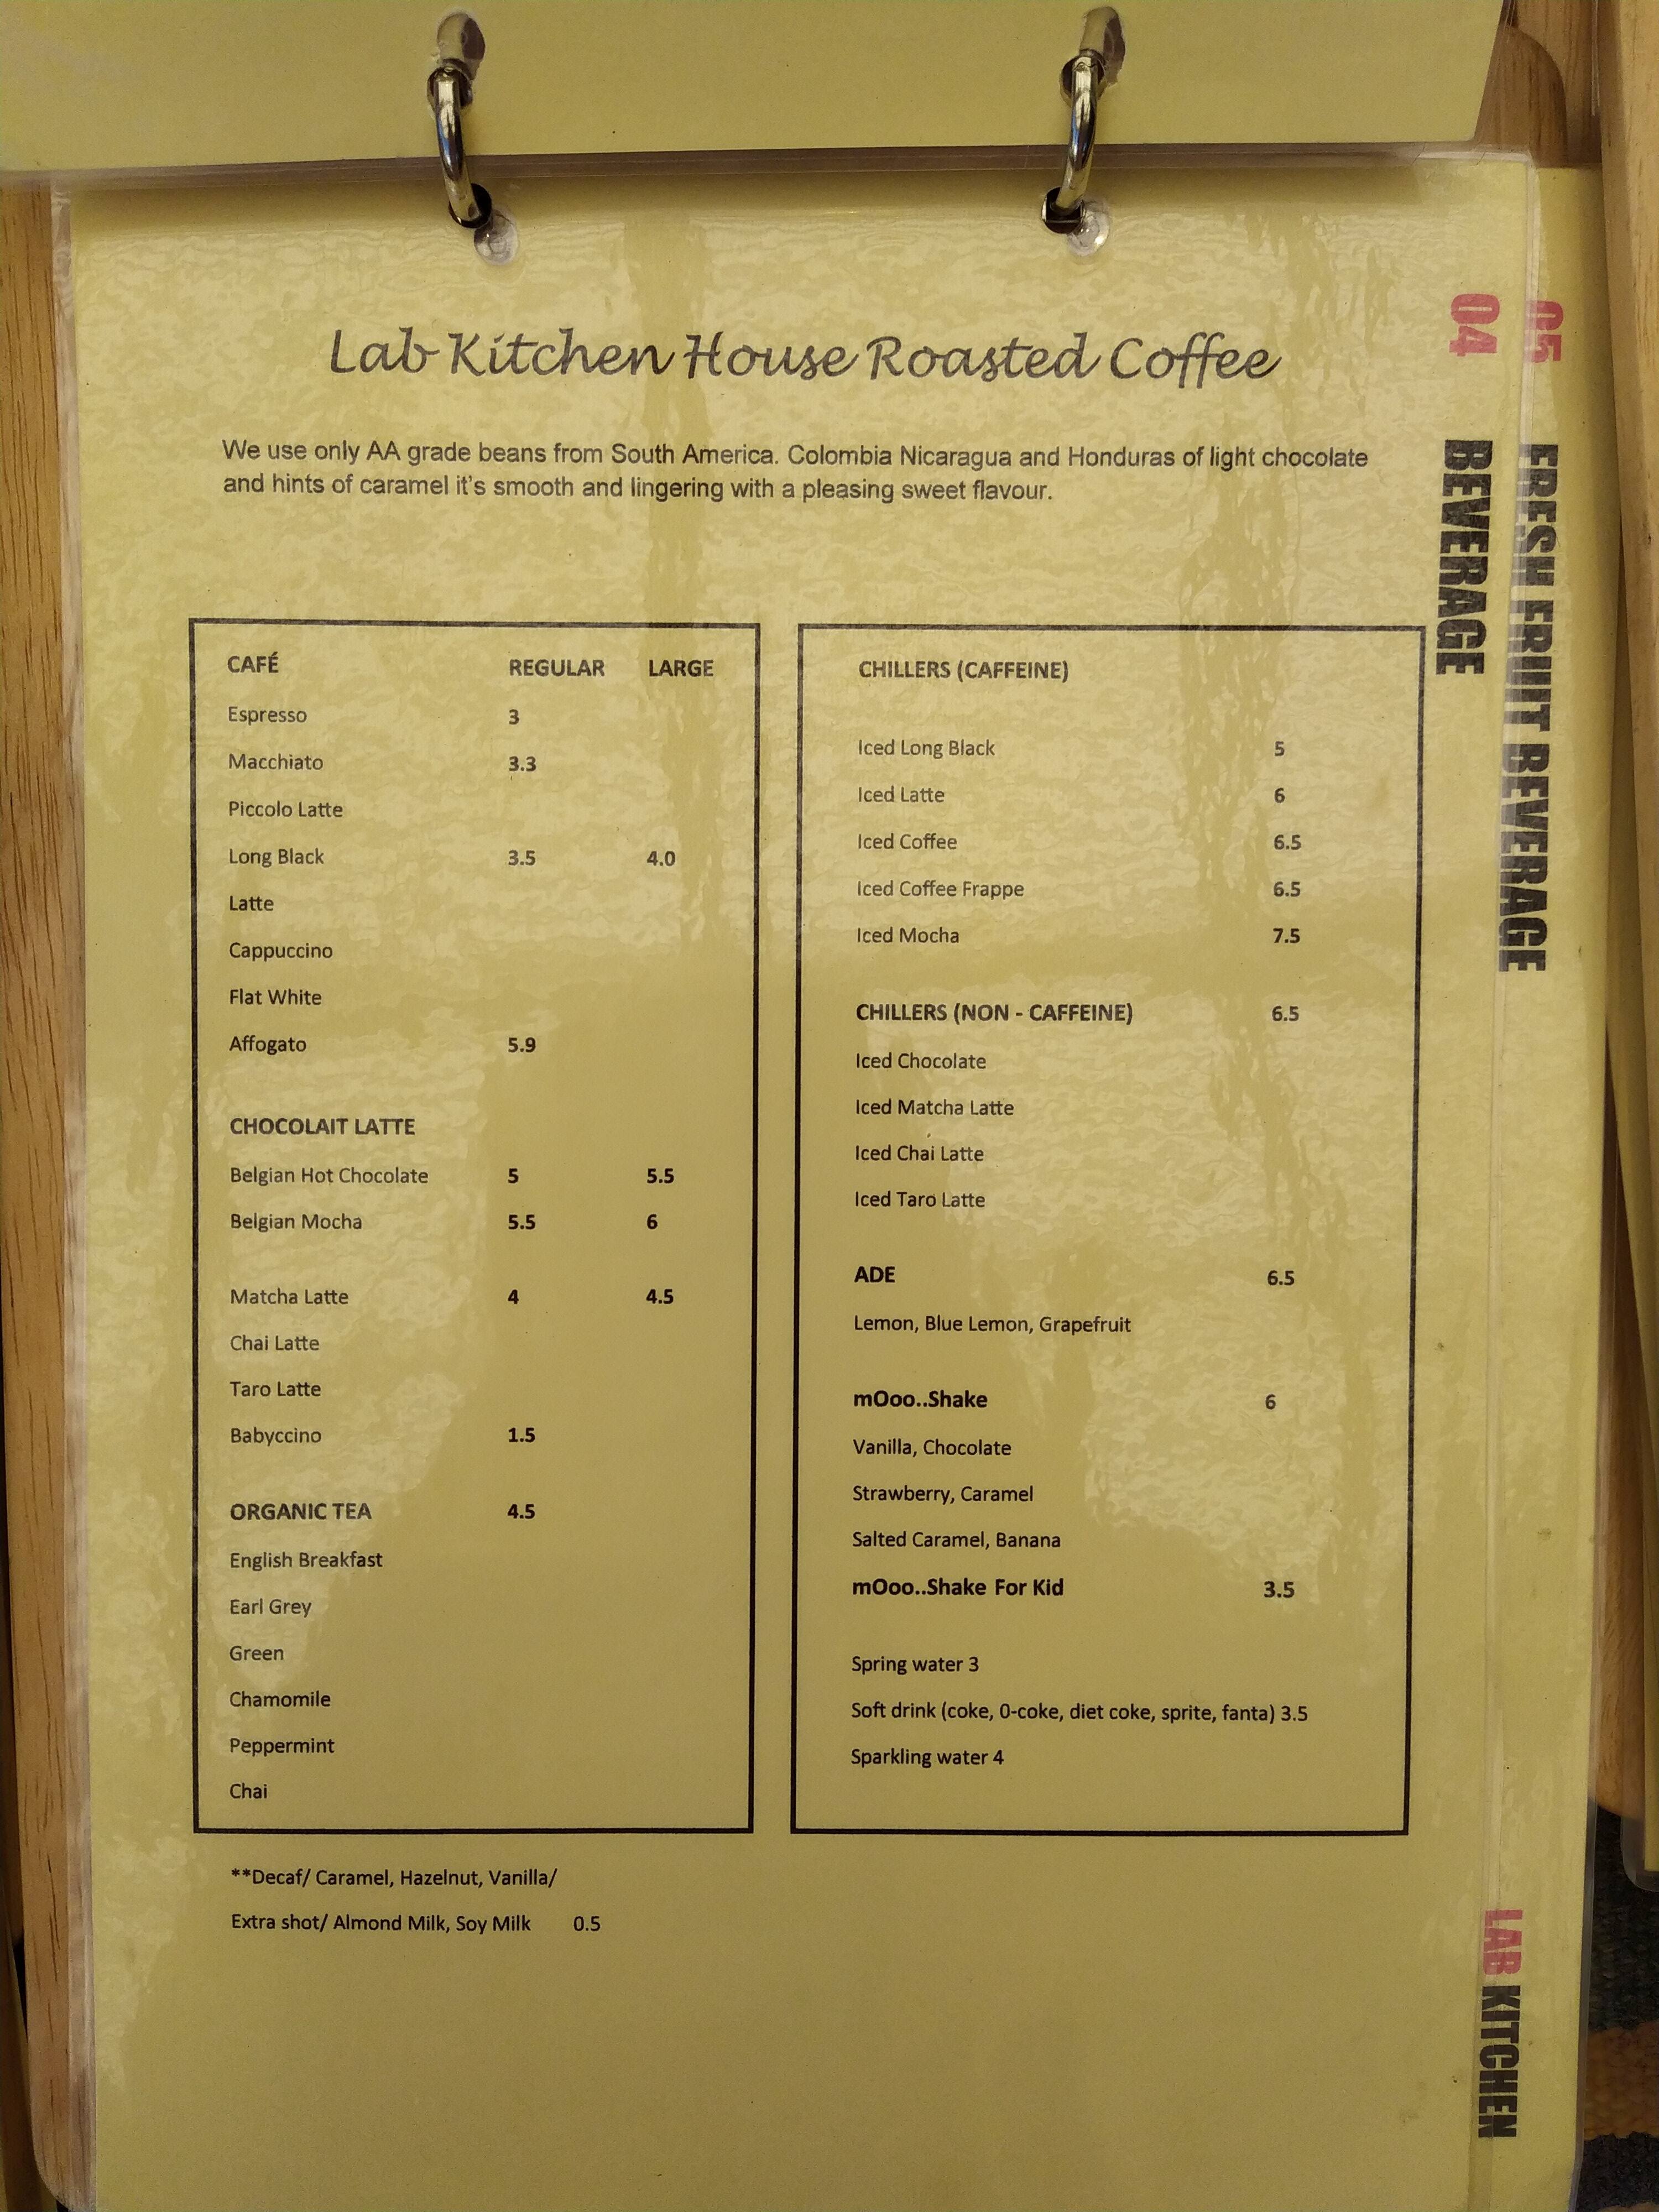 Lab Kitchen House Roasted Coffee
We use only AA grade beans from South America. Colombia Nicaragua and Honduras of light chocolate
and hints of caramel it's smooth and lingering with a pleasing sweet flavour.
CAFÉ REGULAR LARGE
Espresso 3
Macchiato 3.3
Piccolo Latte
Long Black 3.5 4.0
Latte
Cappuccino
Flat White
Affogato 5.9
CHOCOLAIT LATTE
Belgian Hot Chocolate 5 5.5
Belgian Mocha 5.5 6
Matcha Latte 4 4.5
Chai Latte
Taro Latte
Babyccino 1.5
ORGANIC TEA 4.5
English Breakfast
Earl Grey
Green
Chamomile
Peppermint
Chai
**Decaf/ Caramel, Hazelnut, Vanilla/
Extra shot/ Almond Milk, Soy Milk 0.5
CHILLERS (CAFFEINE)
Iced Long Black 5
Iced Latte 6
Iced Coffee 6.5
Iced Coffee Frappe 6.5
Iced Mocha 7.5
CHILLERS (NON - CAFFEINE) 6.5
Iced Chocolate
Iced Matcha Latte
Iced Chai Latte
Iced Taro Latte
ADE 6.5
Lemon, Blue Lemon, Grapefruit
mOoo..Shake 6
Vanilla, Chocolate
Strawberry, Caramel
Salted Caramel, Banana
mOoo..Shake For Kid 3.5
Spring water 3
Soft drink (coke, 0-coke, diet coke, sprite, fanta) 3.5
Sparkling water 4
04 BEVERAGE
LAB KITCHEN
05 FRESH FRUIT BEVERAGE